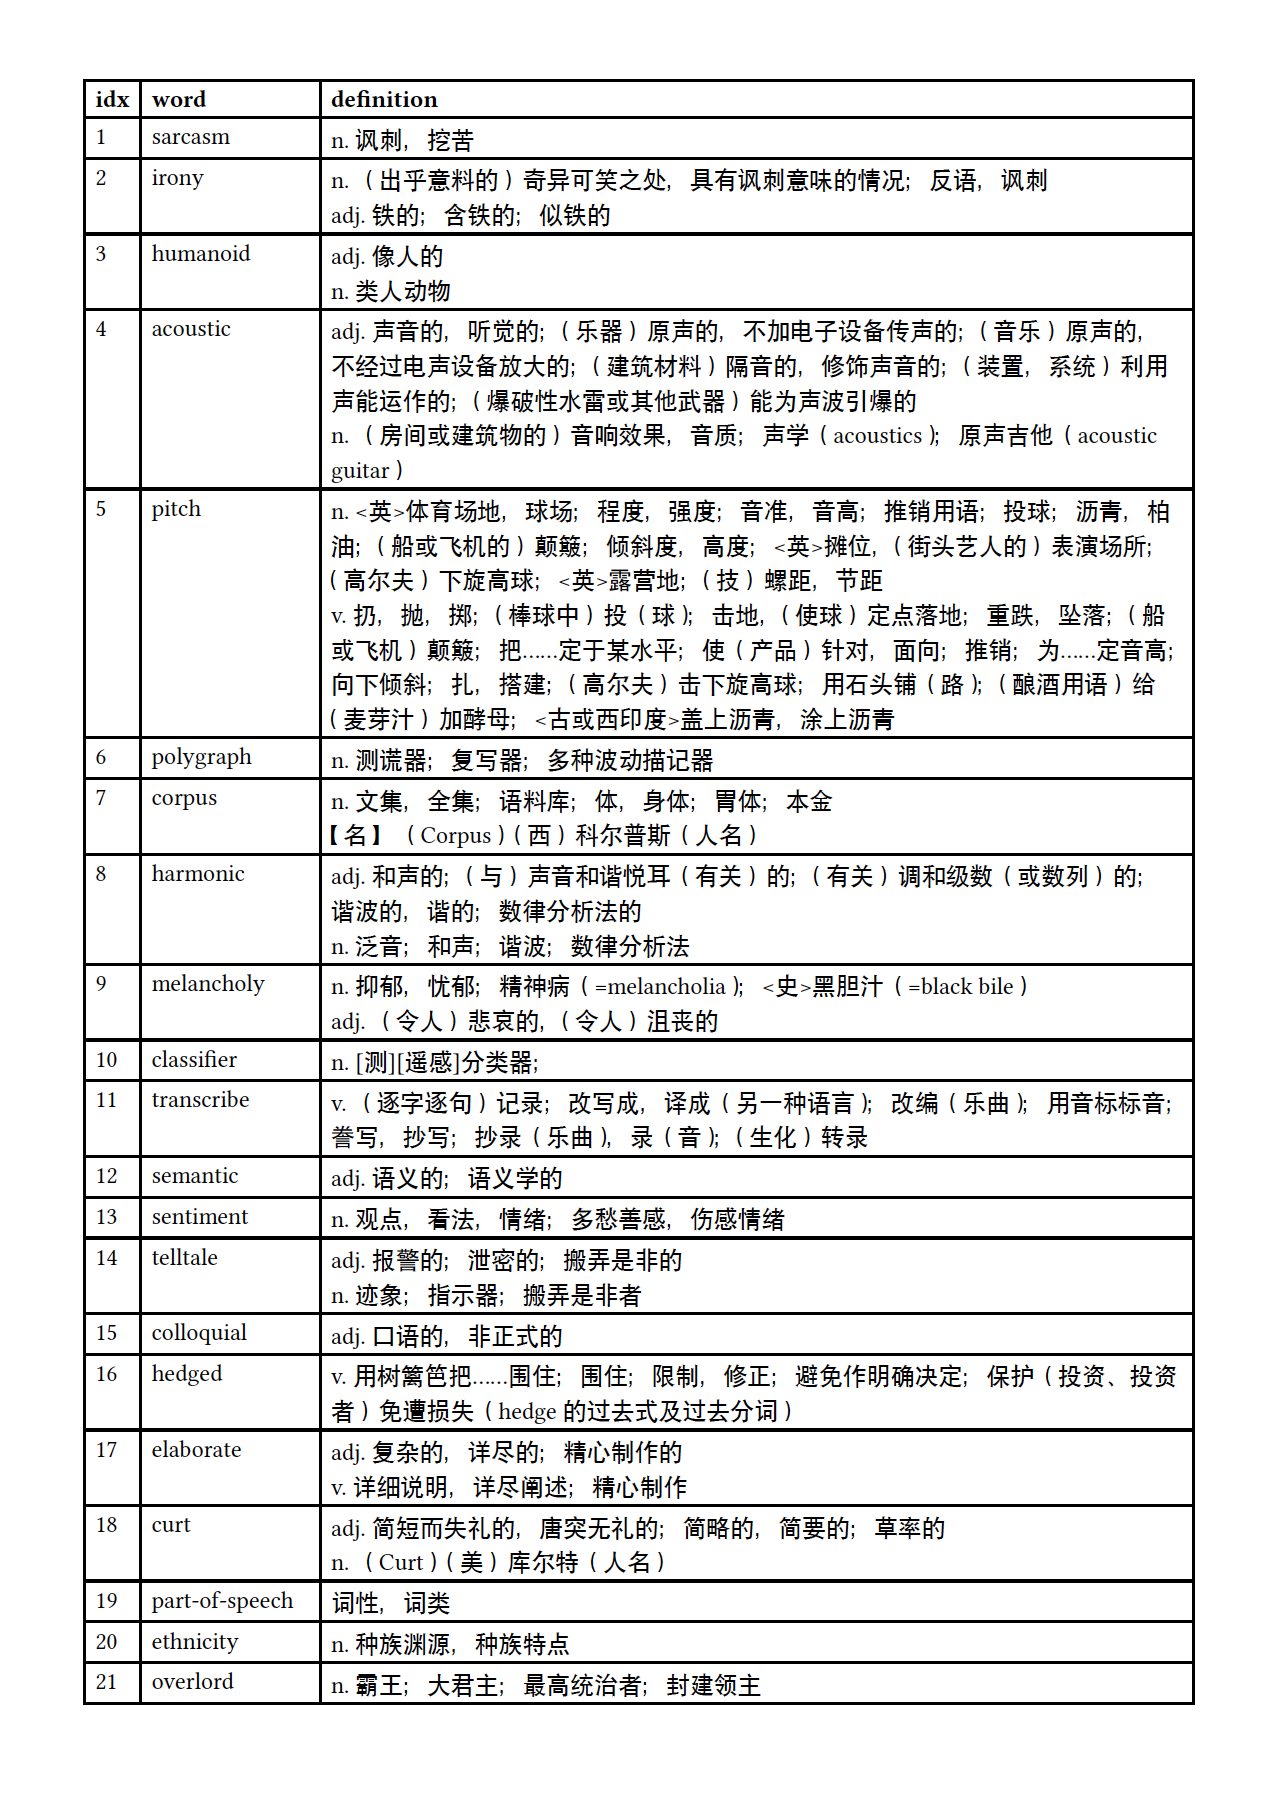 idx word definition
1 sarcasm n. 讽刺，挖苦
2 irony n. （出乎意料的）奇异可笑之处，具有讽刺意味的情况；反语，讽刺
adj. 铁的；含铁的；似铁的
3 humanoid adj. 像人的
n. 类人动物
4 acoustic adj. 声音的，听觉的；（乐器）原声的，不加电子设备传声的；（音乐）原声的，
不经过电声设备放大的；（建筑材料）隔音的，修饰声音的；（装置，系统）利用
声能运作的；（爆破性水雷或其他武器）能为声波引爆的
n. （房间或建筑物的）音响效果，音质；声学（acoustics）；原声吉他（acoustic
guitar）
5 pitch n. <英>体育场地，球场；程度，强度；音准，音高；推销用语；投球；沥青，柏
油；（船或飞机的）颠簸；倾斜度，高度；<英>摊位，（街头艺人的）表演场所；
（高尔夫）下旋高球；<英>露营地；（技）螺距，节距
v. 扔，抛，掷；（棒球中）投（球）；击地，（使球）定点落地；重跌，坠落；（船
或飞机）颠簸；把……定于某水平；使（产品）针对，面向；推销；为……定音高；
向下倾斜；扎，搭建；（高尔夫）击下旋高球；用石头铺（路）；（酿酒用语）给
（麦芽汁）加酵母；<古或西印度>盖上沥青，涂上沥青
6 polygraph n. 测谎器；复写器；多种波动描记器
7 corpus n. 文集，全集；语料库；体，身体；胃体；本金
【名】（Corpus）（西）科尔普斯（人名）
8 harmonic adj. 和声的；（与）声音和谐悦耳（有关）的；（有关）调和级数（或数列）的；
谐波的，谐的；数律分析法的
n. 泛音；和声；谐波；数律分析法
9 melancholy n. 抑郁，忧郁；精神病（=melancholia）；<史>黑胆汁（=black bile）
adj. （令人）悲哀的，（令人）沮丧的
10 classifier n. [测][遥感]分类器；
11 transcribe v. （逐字逐句）记录；改写成，译成（另一种语言）；改编（乐曲）；用音标标音；
誊写，抄写；抄录（乐曲），录（音）；（生化）转录
12 semantic adj. 语义的；语义学的
13 sentiment n. 观点，看法，情绪；多愁善感，伤感情绪
14 telltale adj. 报警的；泄密的；搬弄是非的
n. 迹象；指示器；搬弄是非者
15 colloquial adj. 口语的，非正式的
16 hedged v. 用树篱笆把……围住；围住；限制，修正；避免作明确决定；保护（投资、投资
者）免遭损失（hedge 的过去式及过去分词）
17 elaborate adj. 复杂的，详尽的；精心制作的
v. 详细说明，详尽阐述；精心制作
18 curt adj. 简短而失礼的，唐突无礼的；简略的，简要的；草率的
n. （Curt）（美）库尔特（人名）
19 part-of-speech 词性，词类
20 ethnicity n. 种族渊源，种族特点
21 overlord n. 霸王；大君主；最高统治者；封建领主